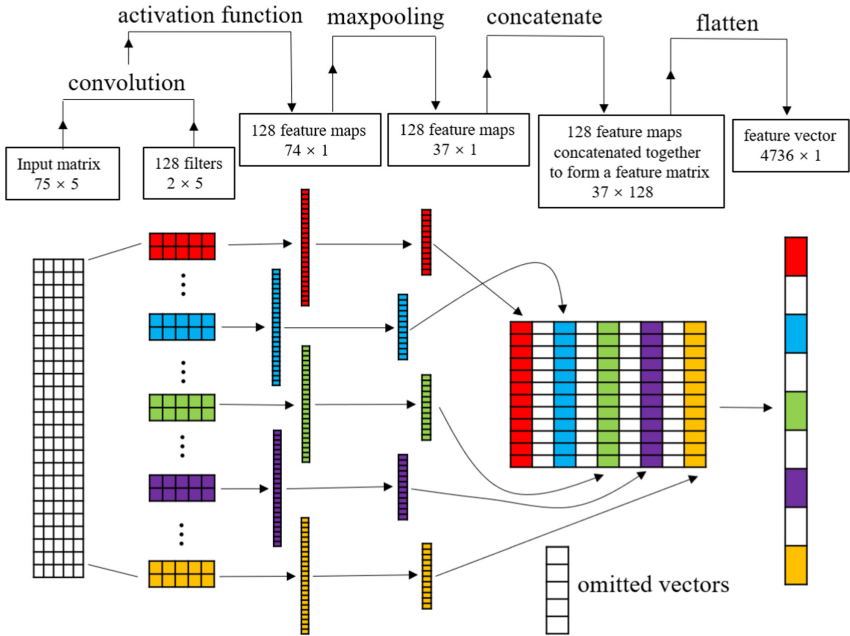 activation function
maxpooling
concatenate
flatten
convolution
Input matrix
75 × 5
128 filters
2 × 5
128 feature maps
74 × 1
128 feature maps
37 × 1
128 feature maps
concatenated together
to form a feature matrix
37 × 128
feature vector
4736 × 1
omitted vectors